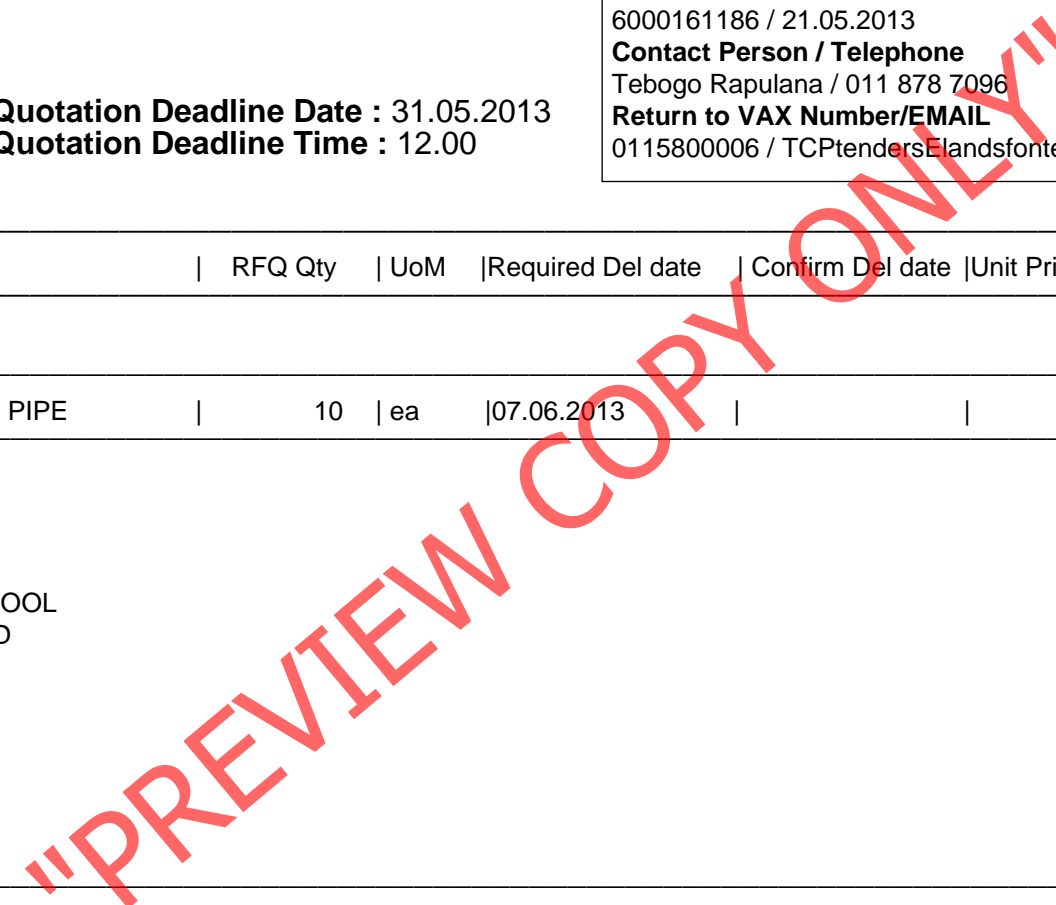 6000161186 / 21.05.2013
Contact Person / Telephone
Tebogo Rapulana / 011 878 7096
Quotation Deadline Date : 31.05.2013
Return to VAX Number/EMAIL
Quotation Deadline Time : 12.00
0115800006 / TCPtendersElandsfonte
| RFQ Qty | UoM |Required Del date | Confirm Del date |Unit Pri
PIPE | 10 | ea |07.06.2013 | |
OOL
D
"PREVIEW COPY ONLY"